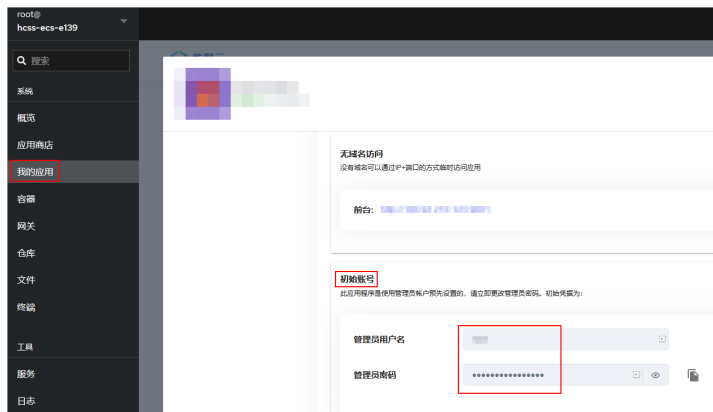 root@
hcss-ecs-e139
搜索
系统
概览
应用商店
我的应用
容器
网关
仓库
文件
终端
工具
服务
日志
无域名访问
没有域名可以通过IP+端口的方式临时访问应用
前台:
初始账号
此应用程序是使用管理员帐户预先设置的，请立即更改管理员密码。初始凭据为:
管理员用户名
管理员密码